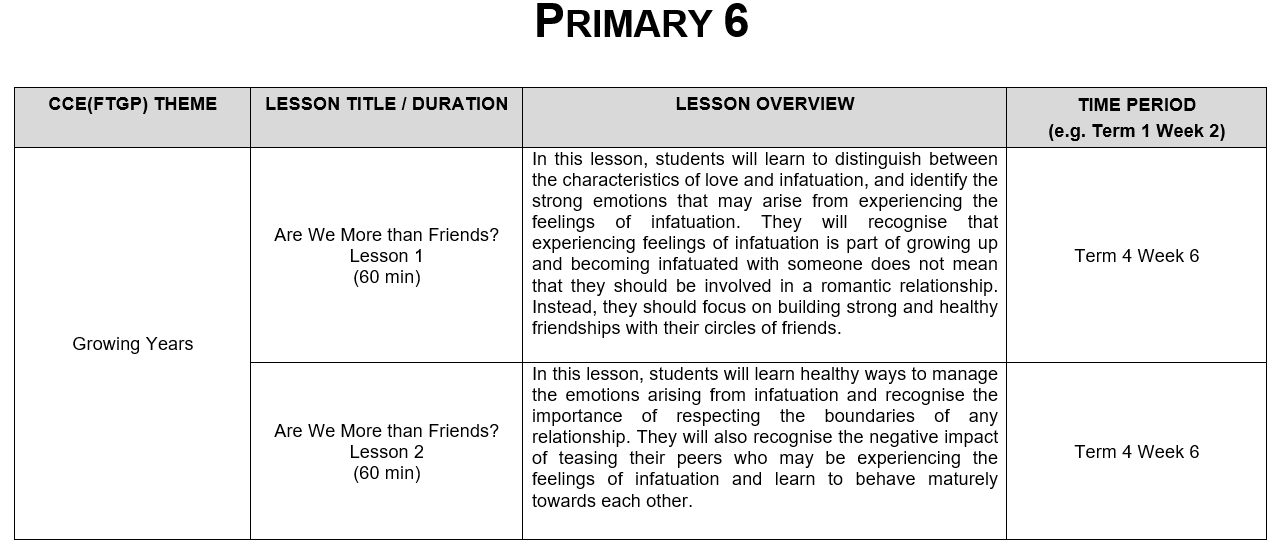 PRIMARY 6
CCE(FTGP) THEME
LESSON TITLE / DURATION
LESSON OVERVIEW
TIME PERIOD
(e.g. Term 1 Week 2)
Growing Years
Are We More than Friends?
Lesson 1
(60 min)
In this lesson, students will learn to distinguish between
the characteristics of love and infatuation, and identify the
strong emotions that may arise from experiencing the
feelings of infatuation. They will recognise that
experiencing feelings of infatuation is part of growing up
and becoming infatuated with someone does not mean
that they should be involved in a romantic relationship.
Instead, they should focus on building strong and healthy
friendships with their circles of friends.
Term 4 Week 6
Are We More than Friends?
Lesson 2
(60 min)
In this lesson, students will learn healthy ways to manage
the emotions arising from infatuation and recognise the
importance of respecting the boundaries of any
relationship. They will also recognise the negative impact
of teasing their peers who may be experiencing the
feelings of infatuation and learn to behave maturely
towards each other.
Term 4 Week 6